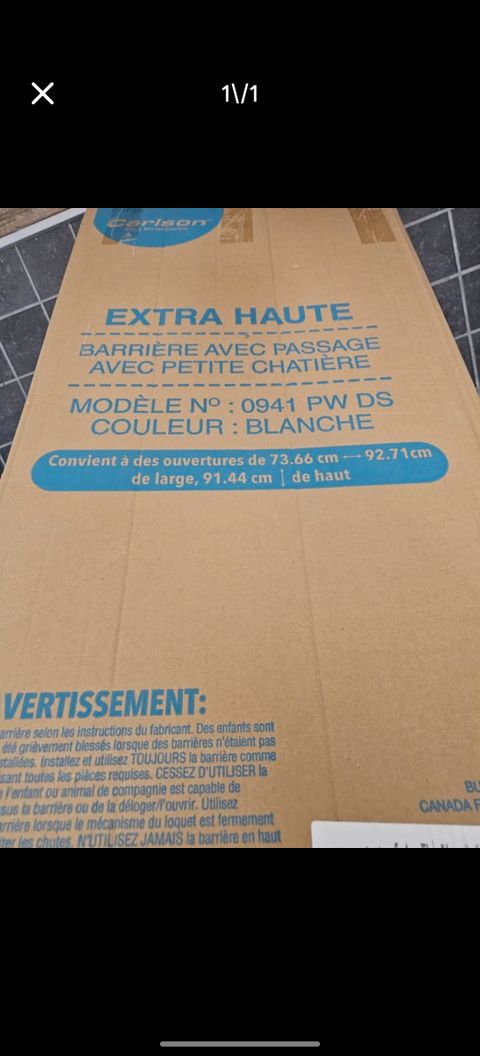 1\/1
Carlson
Pet Products
EXTRA HAUTE
BARRIÈRE AVEC PASSAGE
AVEC PETITE CHATIÈRE
MODÈLE Nº : 0941 PW DS
COULEUR : BLANCHE
Convient à des ouvertures de 73.66 cm ↔ 92.71cm
de large, 91.44 cm ↕ de haut
VERTISSEMENT:
arrière selon les instructions du fabricant. Des enfants sont
été grièvement blessés lorsque des barrières n'étaient pas
stallées. Installez et utilisez TOUJOURS la barrière comme
sant toutes les pièces requises. CESSEZ D'UTILISER la
e l'enfant ou animal de compagnie est capable de
sus la barrière ou de la déloger/l'ouvrir. Utilisez
rrière lorsque le mécanisme du loquet est fermement
iter les chutes, N'UTILISEZ JAMAIS la barrière en haut
BU
CANADA F